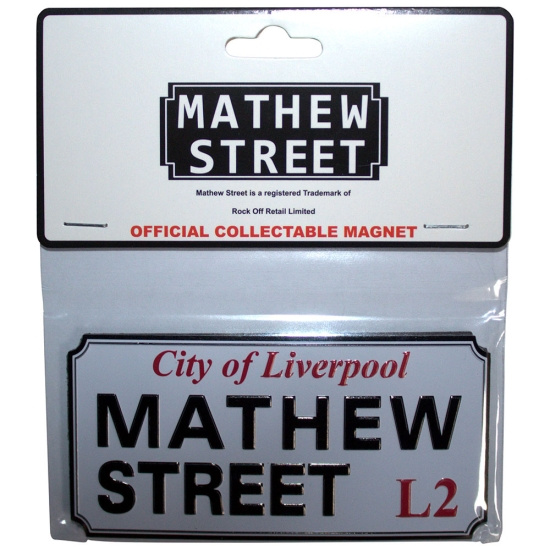 MATHEW
STREET
Mathew Street is a registered Trademark of
Rock Off Retail Limited
OFFICIAL COLLECTABLE MAGNET
City of Liverpool
MATHEW
STREET L2